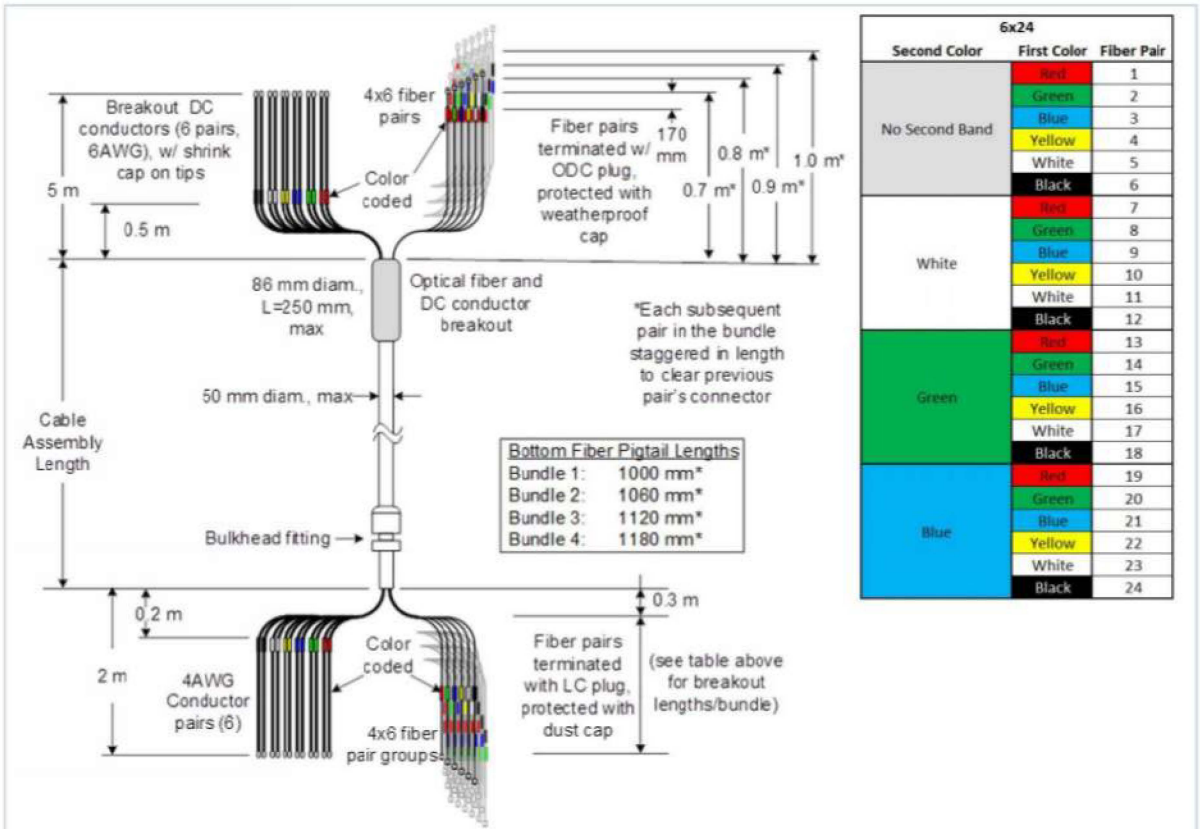 Breakout DC
conductors (6 pairs,
6AWG), w/ shrink
cap on tips
5 m
0.5 m
Color
coded
4x6 fiber
pairs
Fiber pairs
terminated w/
ODC plug,
protected with
weatherproof
cap
170
mm
0.7 m*
0.8 m*
0.9 m*
1.0 m*
86 mm diam.,
L=250 mm,
max
Optical fiber and
DC conductor
breakout
*Each subsequent
pair in the bundle
staggered in length
to clear previous
pair's connector
50 mm diam., max
Cable
Assembly
Length
Bottom Fiber Pigtail Lengths
Bundle 1: 1000 mm*
Bundle 2: 1060 mm*
Bundle 3: 1120 mm*
Bundle 4: 1180 mm*
Bulkhead fitting
0.2 m
2 m
4AWG
Conductor
pairs (6)
Color
coded
4x6 fiber
pair groups
Fiber pairs
terminated
with LC plug,
protected with
dust cap
0.3 m
(see table above
for breakout
lengths/bundle)
6x24
Second Color First Color Fiber Pair
No Second Band
Red 1
Green 2
Blue 3
Yellow 4
White 5
Black 6
White
Red 7
Green 8
Blue 9
Yellow 10
White 11
Black 12
Green
Red 13
Green 14
Blue 15
Yellow 16
White 17
Black 18
Blue
Red 19
Green 20
Blue 21
Yellow 22
White 23
Black 24